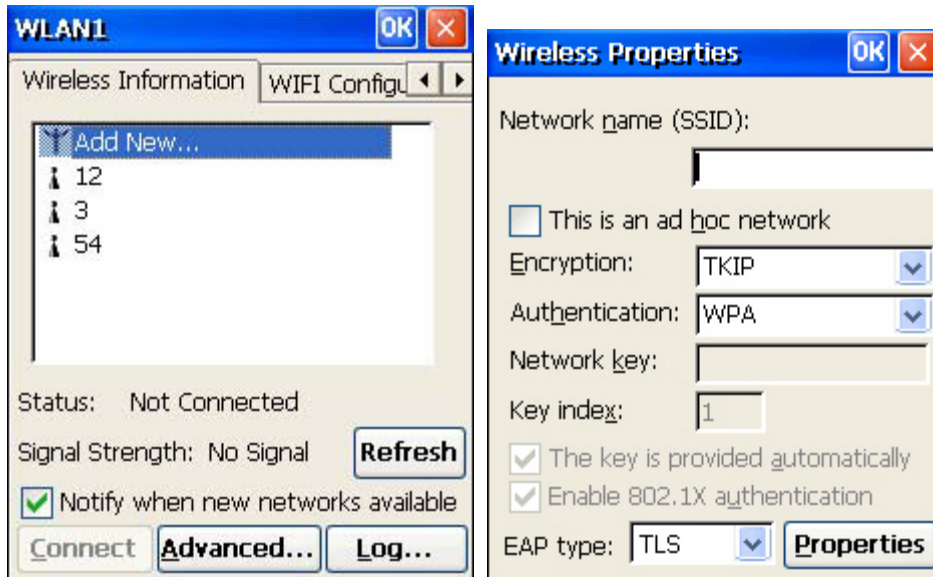 WLAN1 OK
Wireless Information WIFI Configu
Add New...
12
3
54
Status: Not Connected
Signal Strength: No Signal Refresh
Notify when new networks available
Connect Advanced... Log...
Wireless Properties OK
Network name (SSID):
This is an ad hoc network
Encryption: TKIP
Authentication: WPA
Network key:
Key index: 1
The key is provided automatically
Enable 802.1X authentication
EAP type: TLS Properties